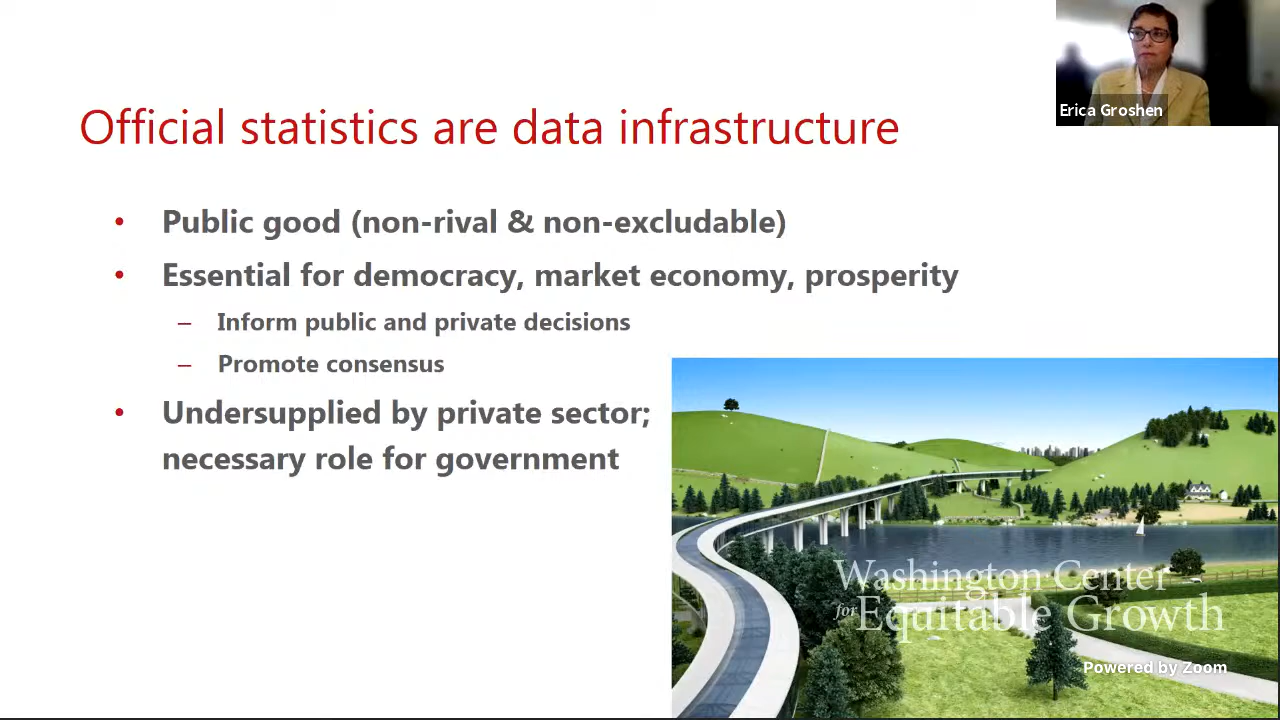 Erica Groshen
Official statistics are data infrastructure
• Public good (non-rival & non-excludable)
• Essential for democracy, market economy, prosperity
– Inform public and private decisions
– Promote consensus
• Undersupplied by private sector;
necessary role for government
Washington Center
for Equitable Growth
Powered by Zoom